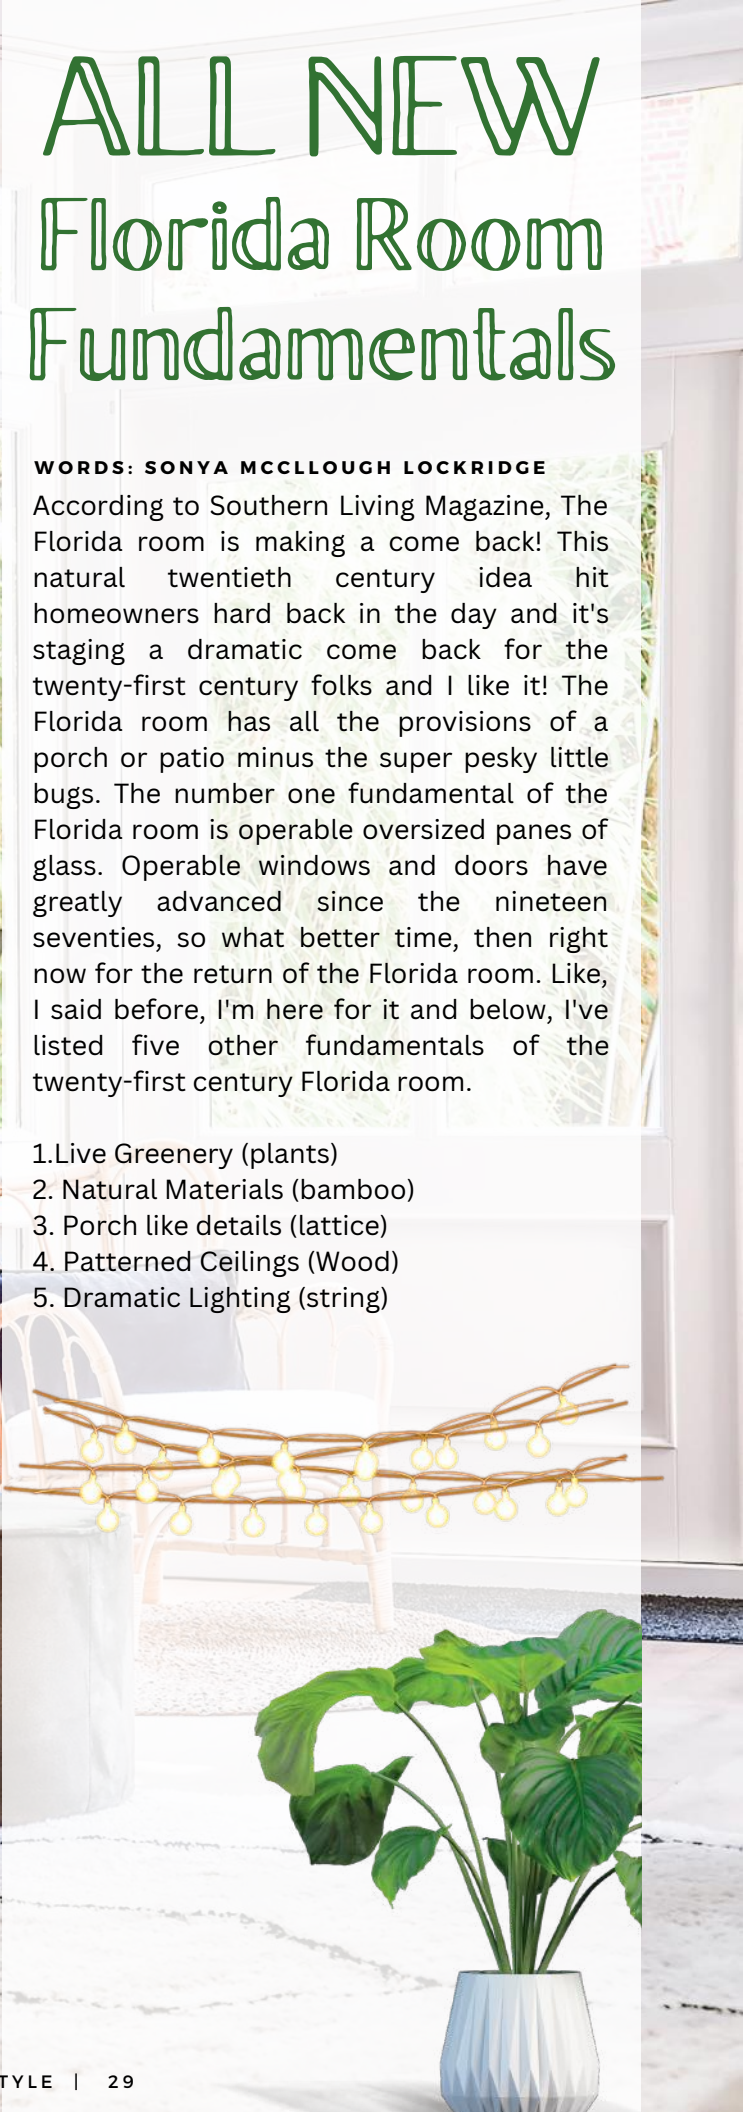 ALL NEW
Florida Room
Fundamentals
WORDS: SONYA MCCLLOUGH LOCKRIDGE
According to Southern Living Magazine, The
Florida room is making a come back! This
natural twentieth century idea hit
homeowners hard back in the day and it's
staging a dramatic come back for the
twenty-first century folks and I like it! The
Florida room has all the provisions of a
porch or patio minus the super pesky little
bugs. The number one fundamental of the
Florida room is operable oversized panes of
glass. Operable windows and doors have
greatly advanced since the nineteen
seventies, so what better time, then right
now for the return of the Florida room. Like,
I said before, I'm here for it and below, I've
listed five other fundamentals of the
twenty-first century Florida room.
1.Live Greenery (plants)
2. Natural Materials (bamboo)
3. Porch like details (lattice)
4. Patterned Ceilings (Wood)
5. Dramatic Lighting (string)
TYLE | 29